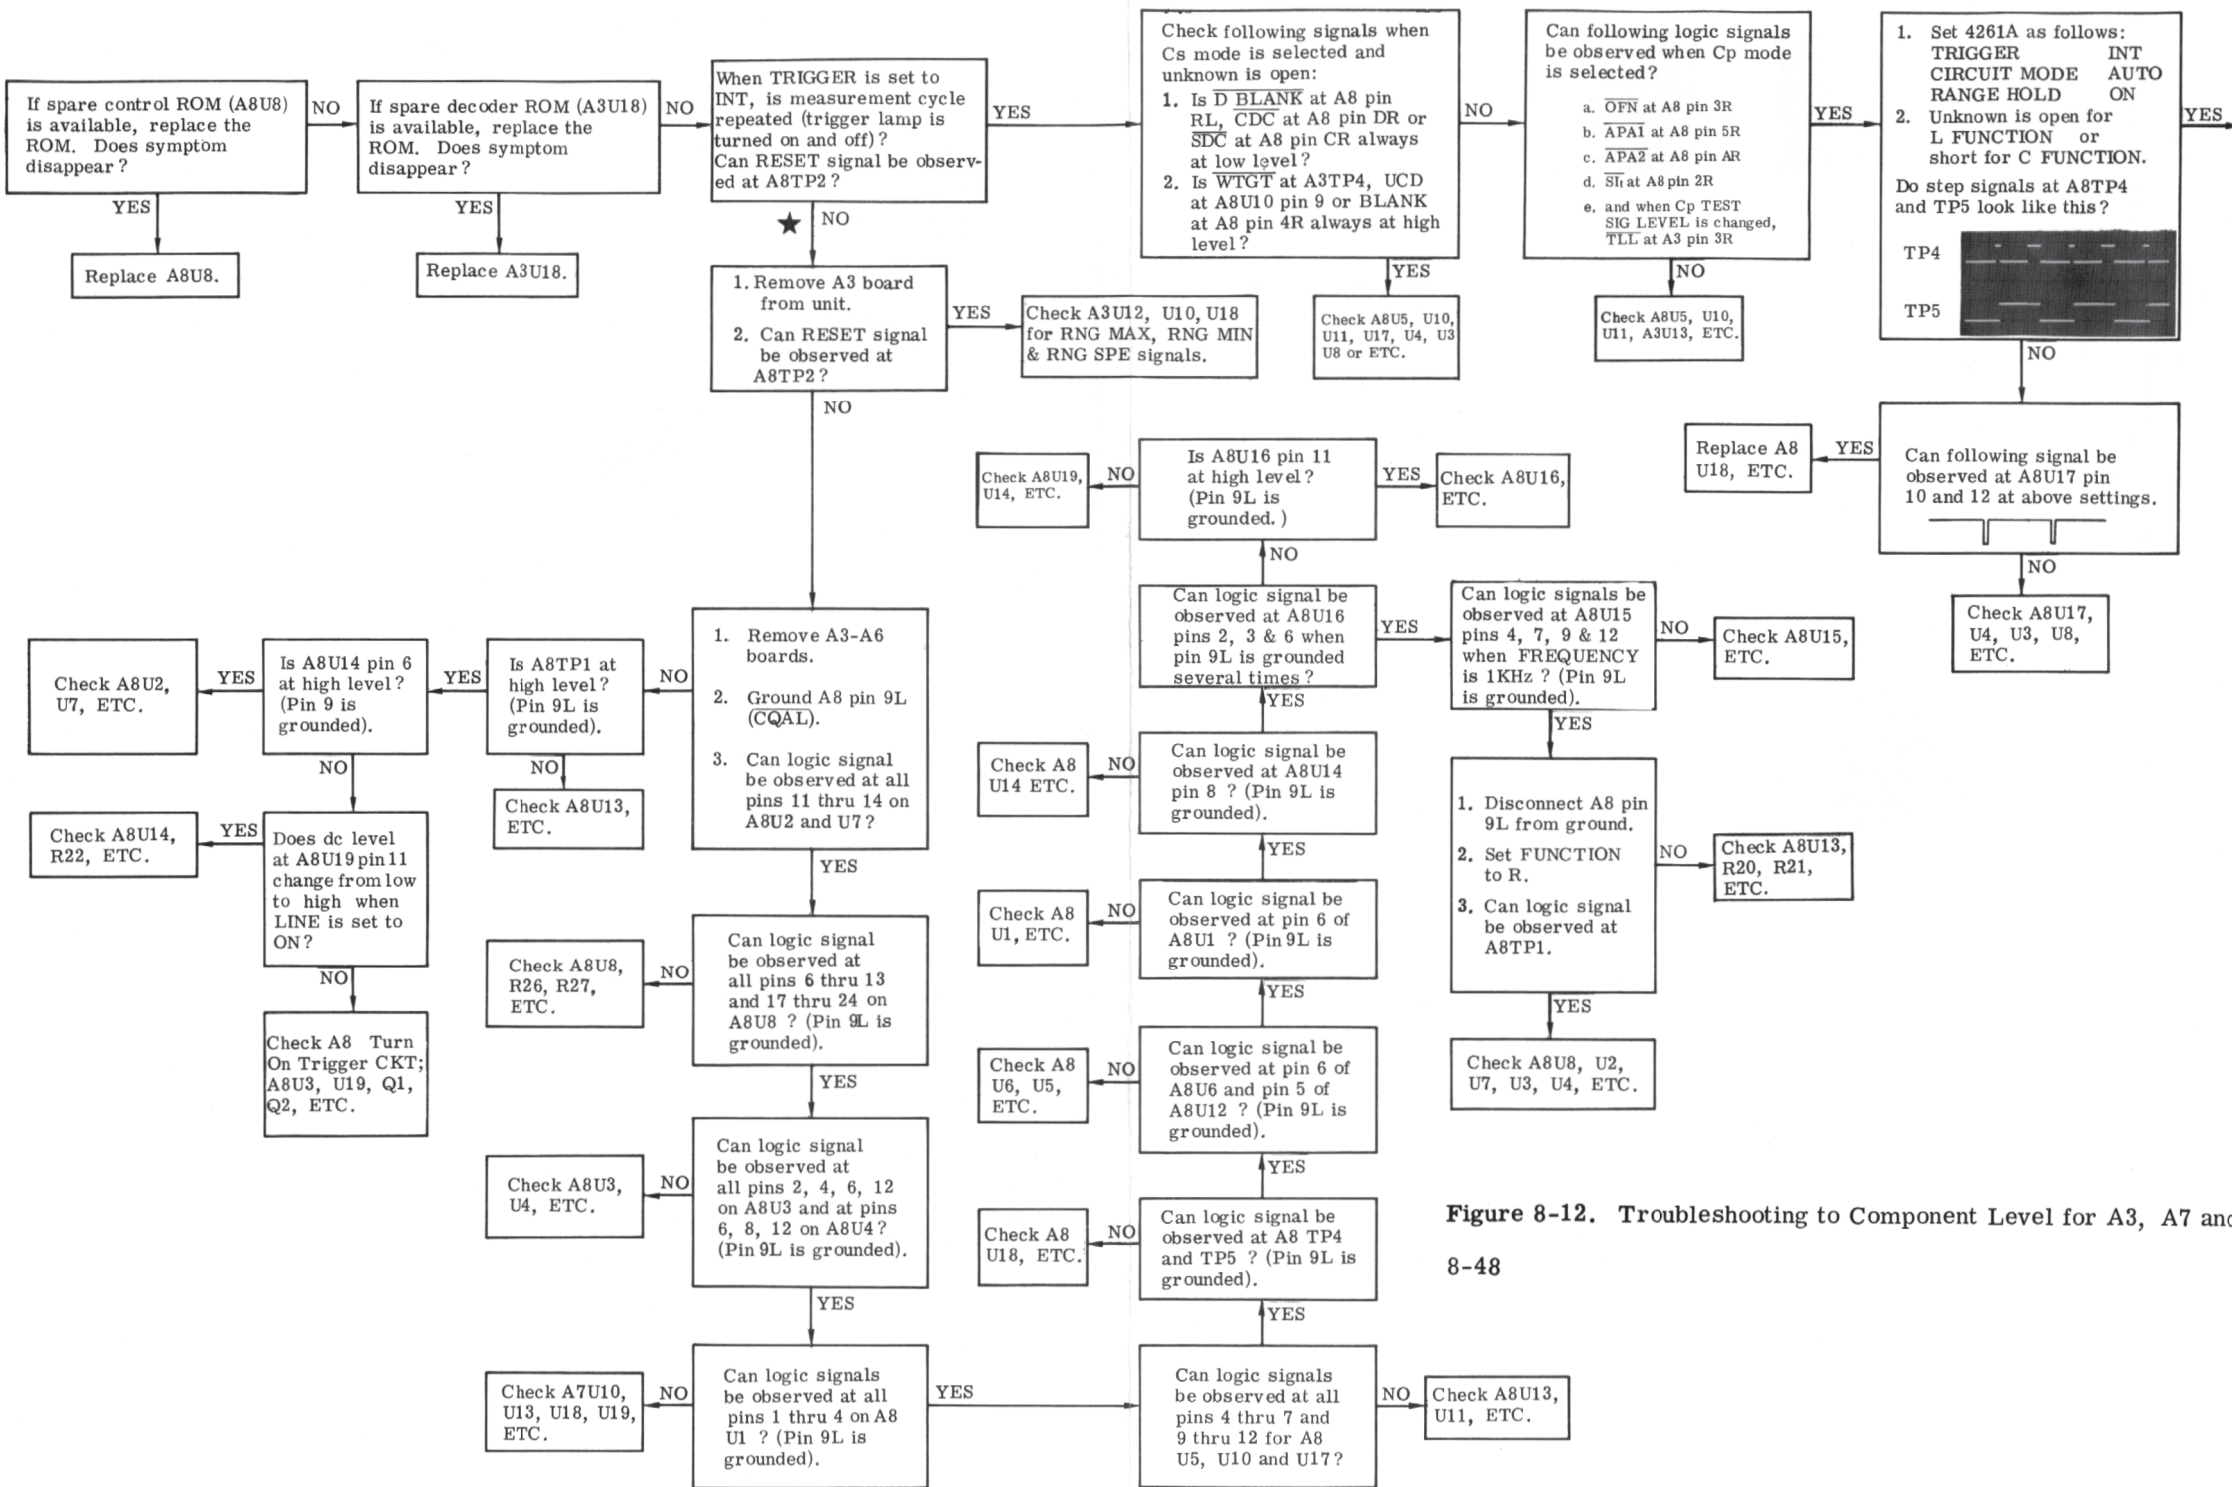 If spare control ROM (A8U8)
is available, replace the
ROM. Does symptom
disappear?
NO
YES
Replace A8U8.
If spare decoder ROM (A3U18)
is available, replace the
ROM. Does symptom
disappear?
NO
YES
Replace A3U18.
When TRIGGER is set to
INT, is measurement cycle
repeated (trigger lamp is
turned on and off)?
Can RESET signal be observ-
ed at A8TP2?
YES
★ NO
1. Remove A3 board
from unit.
2. Can RESET signal
be observed at
A8TP2?
YES
Check A3U12, U10, U18
for RNG MAX, RNG MIN
& RNG SPE signals.
NO
Check following signals when
Cs mode is selected and
unknown is open:
1. Is D BLANK at A8 pin
RL, CDC at A8 pin DR or
SDC at A8 pin CR always
at low level?
2. Is WTGT at A3TP4, UCD
at A8U10 pin 9 or BLANK
at A8 pin 4R always at high
level?
NO
YES
Check A8U5, U10,
U11, U17, U4, U3
U8 or ETC.
Can following logic signals
be observed when Cp mode
is selected?
a. OFN at A8 pin 3R
b. APA1 at A8 pin 5R
c. APA2 at A8 pin AR
d. SL at A8 pin 2R
e. and when Cp TEST
SIG LEVEL is changed,
TLL at A3 pin 3R
YES
NO
Check A8U5, U10,
U11, A3U13, ETC.
1. Set 4261A as follows:
TRIGGER INT
CIRCUIT MODE AUTO
RANGE HOLD ON
2. Unknown is open for
L FUNCTION or
short for C FUNCTION.
Do step signals at A8TP4
and TP5 look like this?
TP4
TP5
YES
NO
Can following signal be
observed at A8U17 pin
10 and 12 at above settings.
YES
Replace A8
U18, ETC.
NO
Check A8U17,
U4, U3, U8,
ETC.
1. Remove A3-A6
boards.
2. Ground A8 pin 9L
(CQAL).
3. Can logic signal
be observed at all
pins 11 thru 14 on
A8U2 and U7?
NO
Is A8TP1 at
high level?
(Pin 9L is
grounded).
YES
NO
Check A8U13,
ETC.
Is A8U14 pin 6
at high level?
(Pin 9 is
grounded).
YES
Check A8U2,
U7, ETC.
NO
Does dc level
at A8U19 pin 11
change from low
to high when
LINE is set to
ON?
YES
Check A8U14,
R22, ETC.
NO
Check A8 Turn
On Trigger CKT;
A8U3, U19, Q1,
Q2, ETC.
YES
Can logic signal
be observed at
all pins 6 thru 13
and 17 thru 24 on
A8U8 ? (Pin 9L is
grounded).
NO
Check A8U8,
R26, R27,
ETC.
YES
Can logic signal
be observed at
all pins 2, 4, 6, 12
on A8U3 and at pins
6, 8, 12 on A8U4?
(Pin 9L is grounded).
NO
Check A8U3,
U4, ETC.
YES
Can logic signals
be observed at all
pins 1 thru 4 on A8
U1 ? (Pin 9L is
grounded).
NO
Check A7U10,
U13, U18, U19,
ETC.
YES
Can logic signals
be observed at all
pins 4 thru 7 and
9 thru 12 for A8
U5, U10 and U17?
NO
Check A8U13,
U11, ETC.
YES
Can logic signal be
observed at A8 TP4
and TP5 ? (Pin 9L is
grounded).
NO
Check A8
U18, ETC.
YES
Can logic signal be
observed at pin 6 of
A8U6 and pin 5 of
A8U12 ? (Pin 9L is
grounded).
NO
Check A8
U6, U5,
ETC.
YES
Can logic signal be
observed at pin 6 of
A8U1 ? (Pin 9L is
grounded).
NO
Check A8
U1, ETC.
YES
Can logic signal be
observed at A8U14
pin 8 ? (Pin 9L is
grounded).
NO
Check A8
U14 ETC.
YES
Can logic signal be
observed at A8U16
pins 2, 3 & 6 when
pin 9L is grounded
several times ?
NO
Is A8U16 pin 11
at high level?
(Pin 9L is
grounded. )
NO
Check A8U19,
U14, ETC.
YES
Check A8U16,
ETC.
YES
Can logic signals be
observed at A8U15
pins 4, 7, 9 & 12
when FREQUENCY
is 1KHz ? (Pin 9L
is grounded).
NO
Check A8U15,
ETC.
YES
1. Disconnect A8 pin
9L from ground.
2. Set FUNCTION
to R.
3. Can logic signal
be observed at
A8TP1.
NO
Check A8U13,
R20, R21,
ETC.
YES
Check A8U8, U2,
U7, U3, U4, ETC.
Figure 8-12. Troubleshooting to Component Level for A3, A7 and
8-48